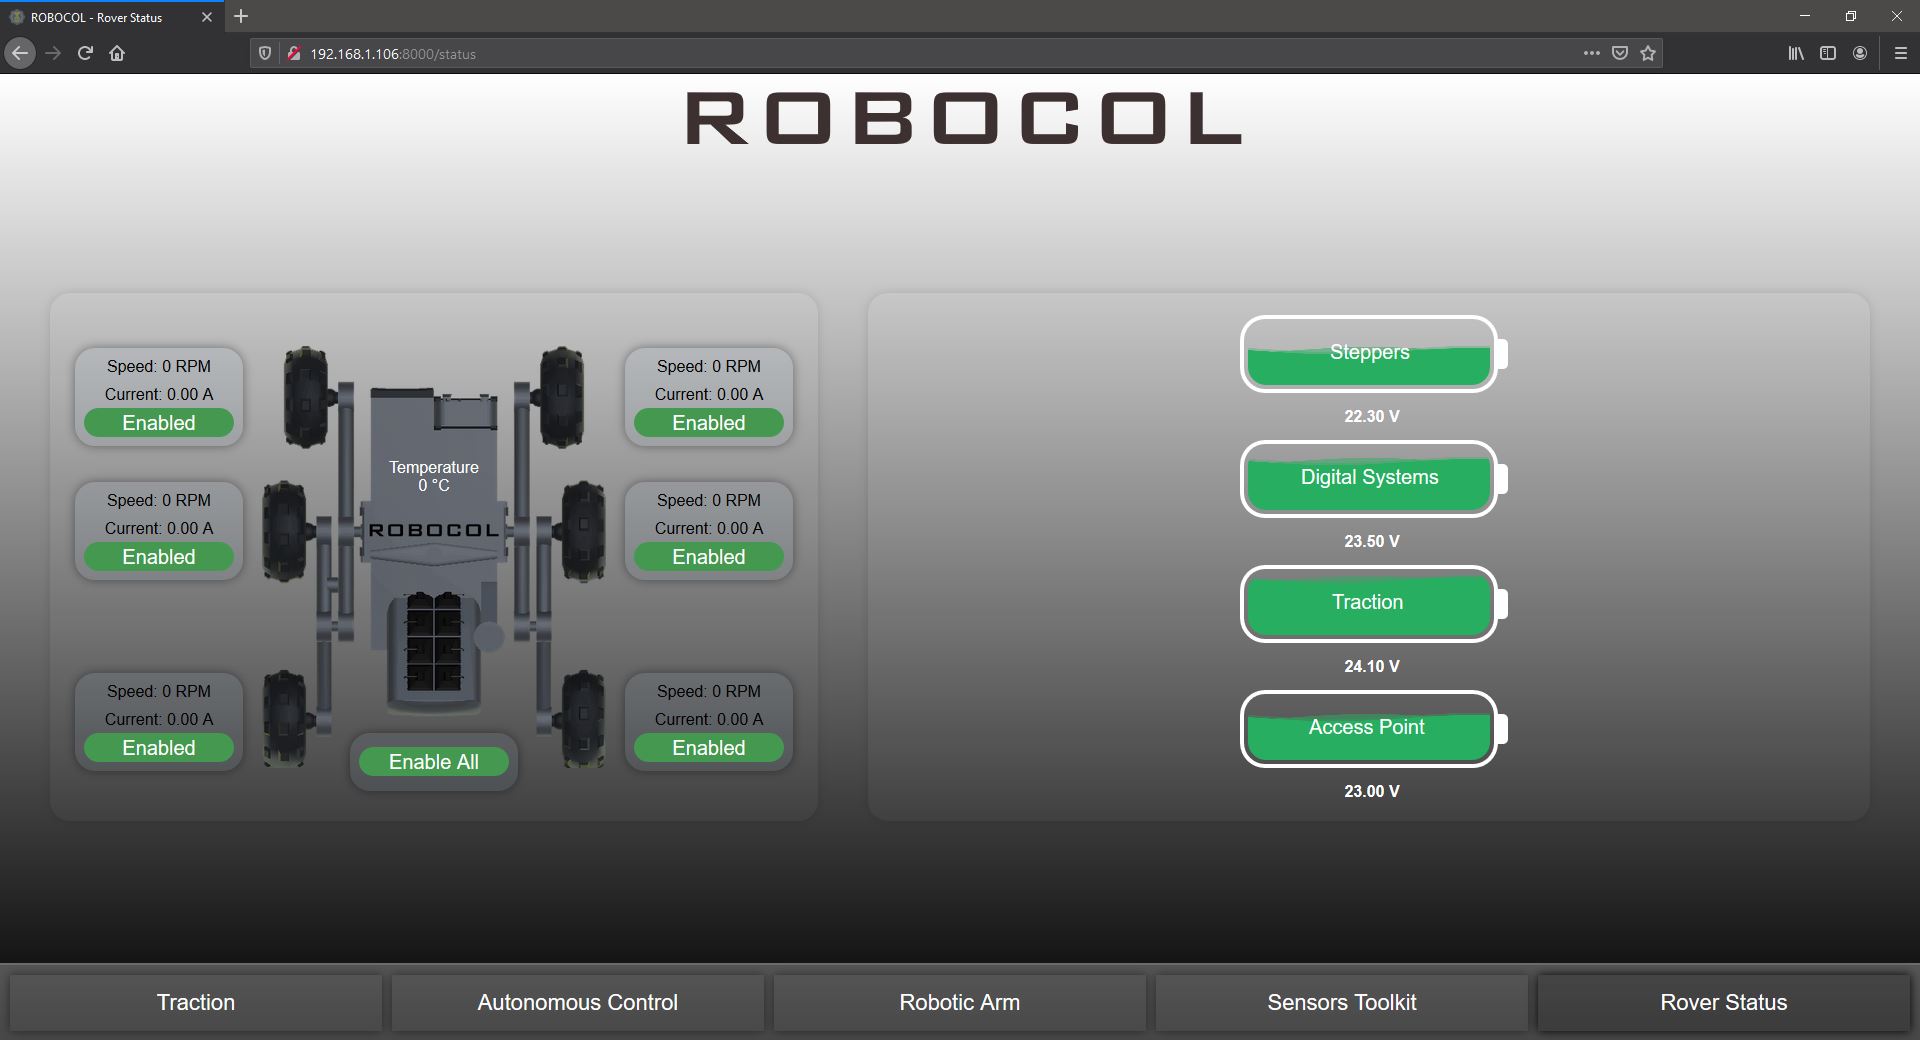 ROBOCOL - Rover Status
192.168.1.106:8000/status
ROBOCOL
Speed: 0 RPM
Current: 0.00 A
Enabled
Speed: 0 RPM
Current: 0.00 A
Enabled
Speed: 0 RPM
Current: 0.00 A
Enabled
Temperature
0 °C
ROBOCOL
Enable All
Speed: 0 RPM
Current: 0.00 A
Enabled
Speed: 0 RPM
Current: 0.00 A
Enabled
Speed: 0 RPM
Current: 0.00 A
Enabled
Steppers
22.30 V
Digital Systems
23.50 V
Traction
24.10 V
Access Point
23.00 V
Traction
Autonomous Control
Robotic Arm
Sensors Toolkit
Rover Status